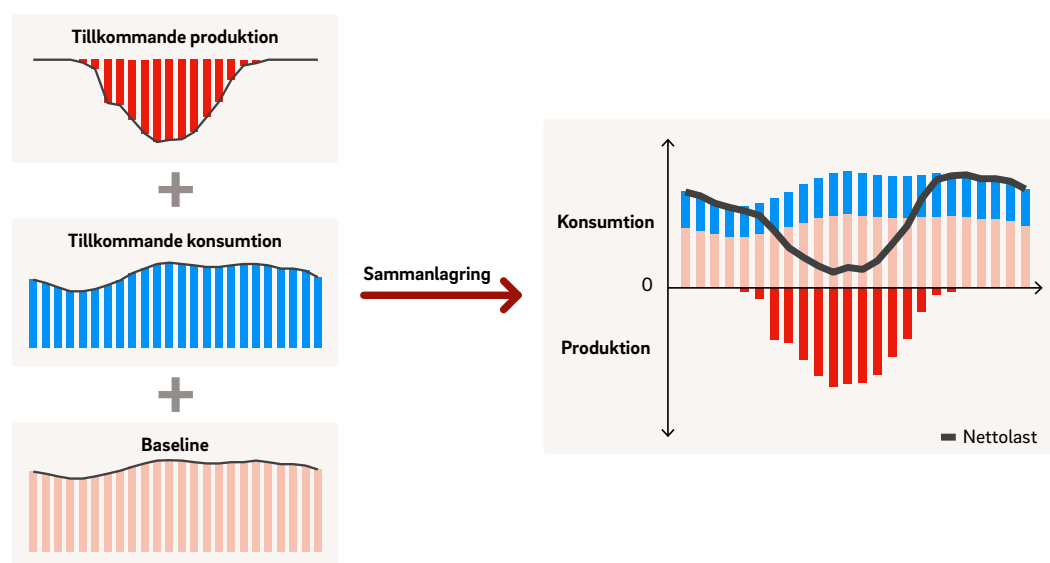 Tillkommande produktion
Tillkommande konsumtion
Baseline
Sammanlagring
Konsumtion
0
Produktion
Nettolast